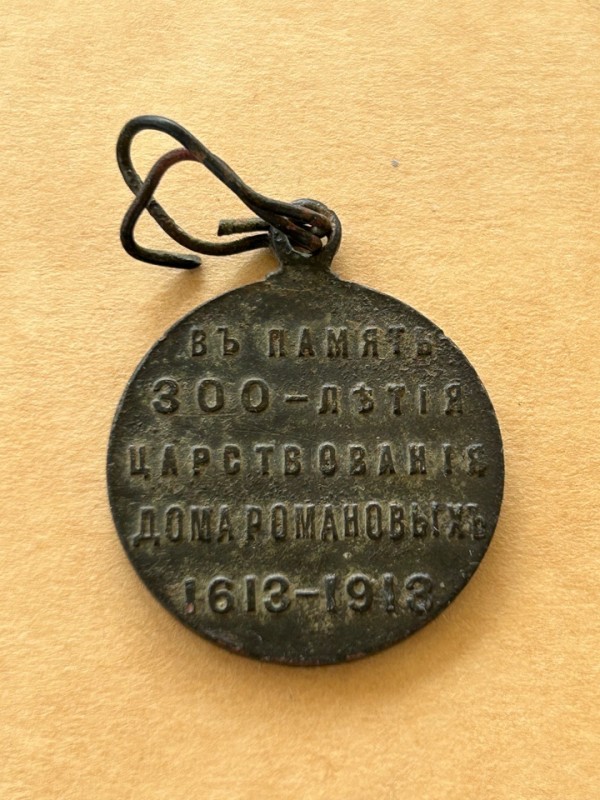 ВЪ ПАМЯТЬ
300-ЛѢТІЯ
ЦАРСТВОВАНІЯ
ДОМА РОМАНОВЫХЪ
1613-1913